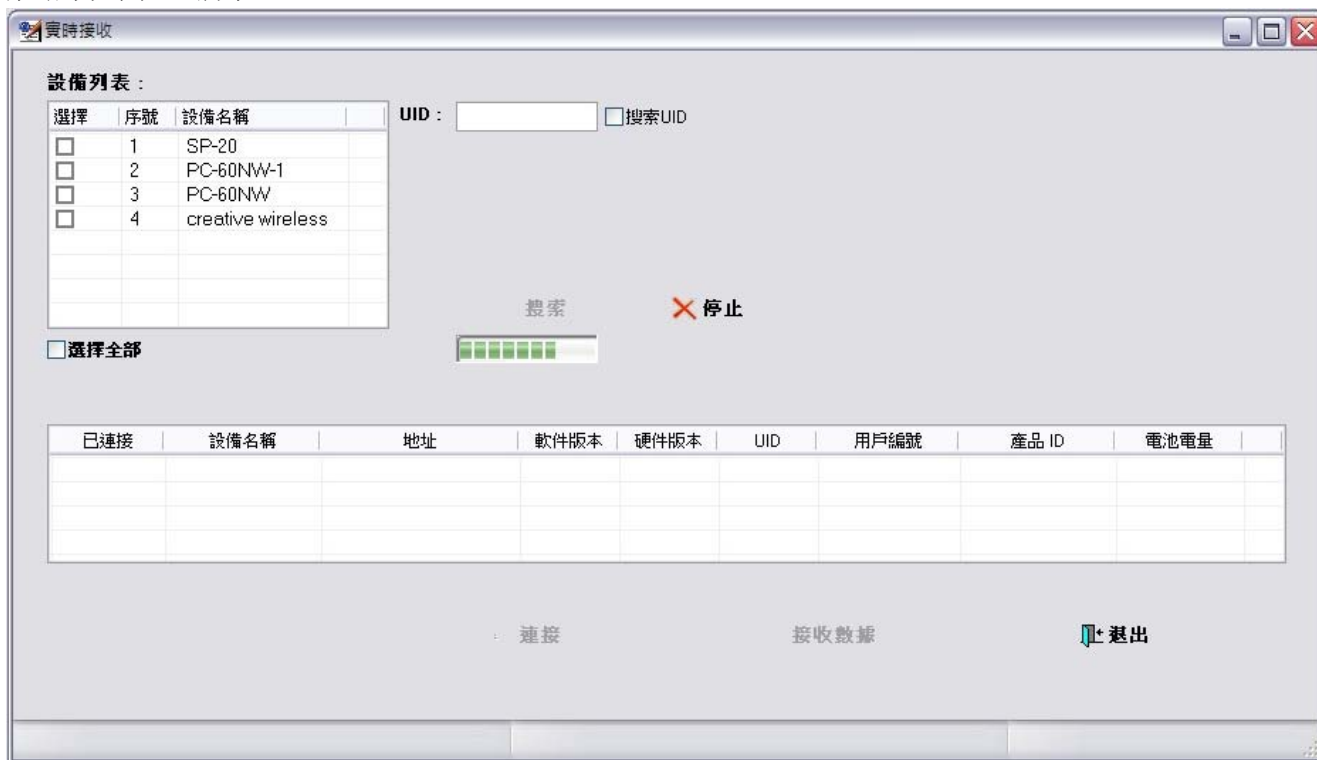 實時接收
設備列表：
選擇 序號 設備名稱
1 SP-20
2 PC-60NW-1
3 PC-60NW
4 creative wireless
UID： 搜索UID
搜索 停止
選擇全部
已連接 設備名稱 地址 軟件版本 硬件版本 UID 用戶編號 產品 ID 電池電量
連接 接收數據 退出